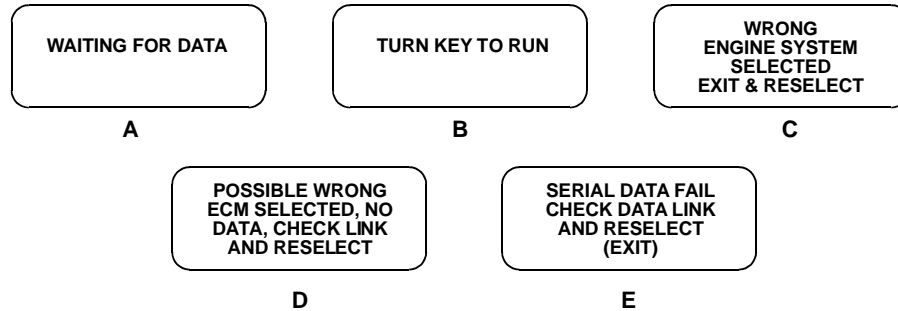 WAITING FOR DATA
A
TURN KEY TO RUN
B
WRONG
ENGINE SYSTEM
SELECTED
EXIT & RESELECT
C
POSSIBLE WRONG
ECM SELECTED, NO
DATA, CHECK LINK
AND RESELECT
D
SERIAL DATA FAIL
CHECK DATA LINK
AND RESELECT
(EXIT)
E